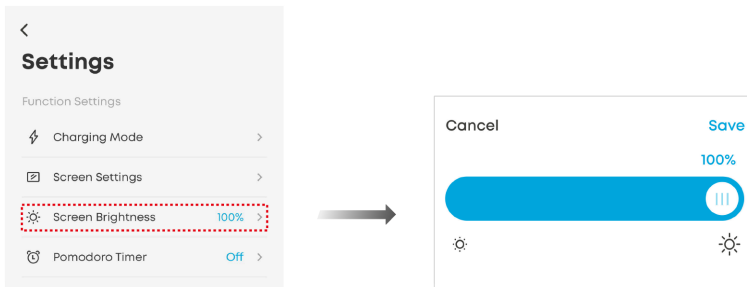 Settings
Function Settings
Charging Mode
Screen Settings
Screen Brightness 100%
Pomodoro Timer Off
Cancel Save
100%